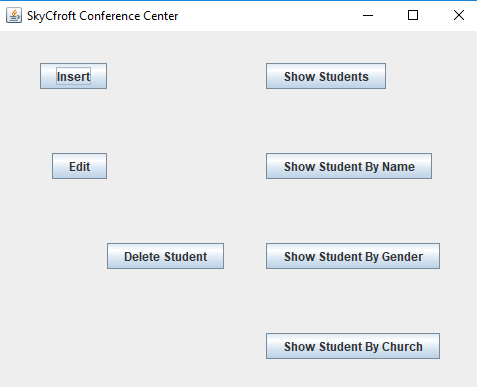 SkyCfroft Conference Center
Insert
Show Students
Edit
Show Student By Name
Delete Student
Show Student By Gender
Show Student By Church